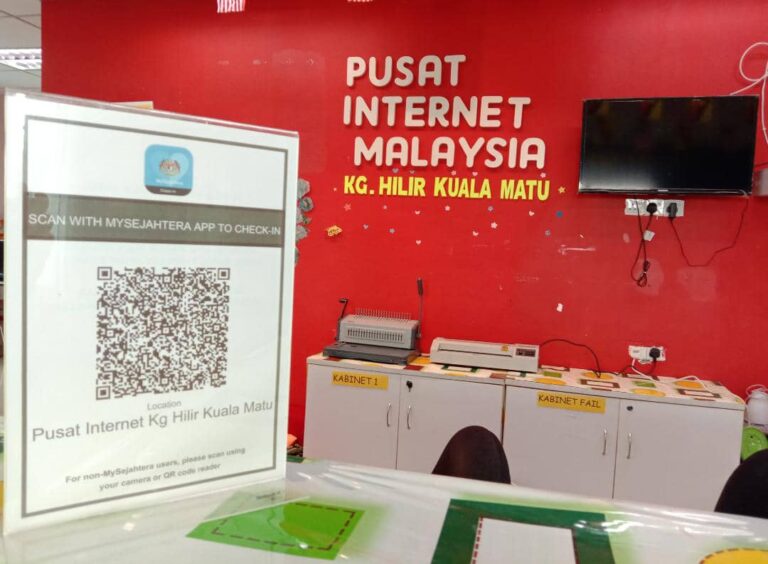 SCAN WITH MYSEJAHTERA APP TO CHECK-IN
Location
Pusat Internet Kg Hilir Kuala Matu
For non-MySejahtera users, please scan using
your camera or QR code reader
PUSAT
INTERNET
MALAYSIA
KG. HILIR KUALA MATU
KABINET 1
KABINET FAIL